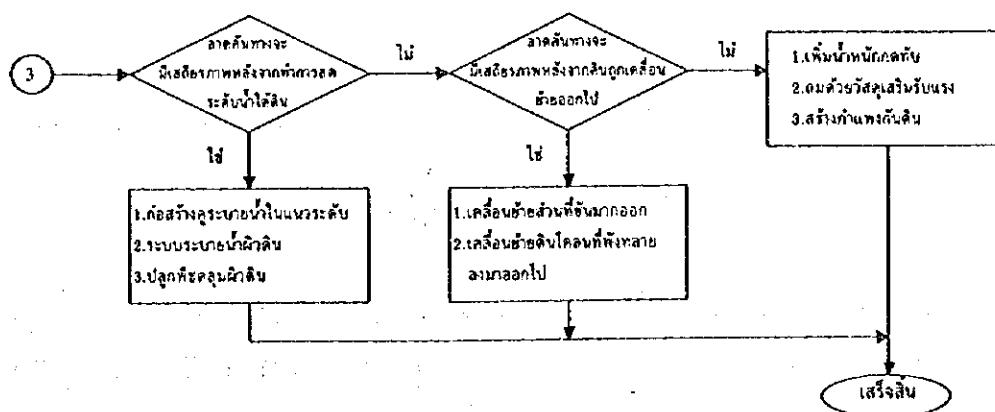 3
ลาดคันทางจะ
มีเสถียรภาพหลังจากทำการลด
ระดับน้ำใต้ดิน
ไม่
ลาดคันทางจะ
มีเสถียรภาพหลังจากดินถูกเคลื่อน
ย้ายออกไป
ไม่
1.เพิ่มน้ำหนักกดทับ
2.ถมด้วยวัสดุเสริมรับแรง
3.สร้างกำแพงกันดิน
ใช่
ใช่
1.ก่อสร้างคูระบายน้ำในแนวระดับ
2.ระบบระบายน้ำผิวดิน
3.ปลูกพืชคลุมผิวดิน
1.เคลื่อนย้ายส่วนที่ชันมากออก
2.เคลื่อนย้ายดินโคลนที่พังทลาย
ลงมาออกไป
เสร็จสิ้น